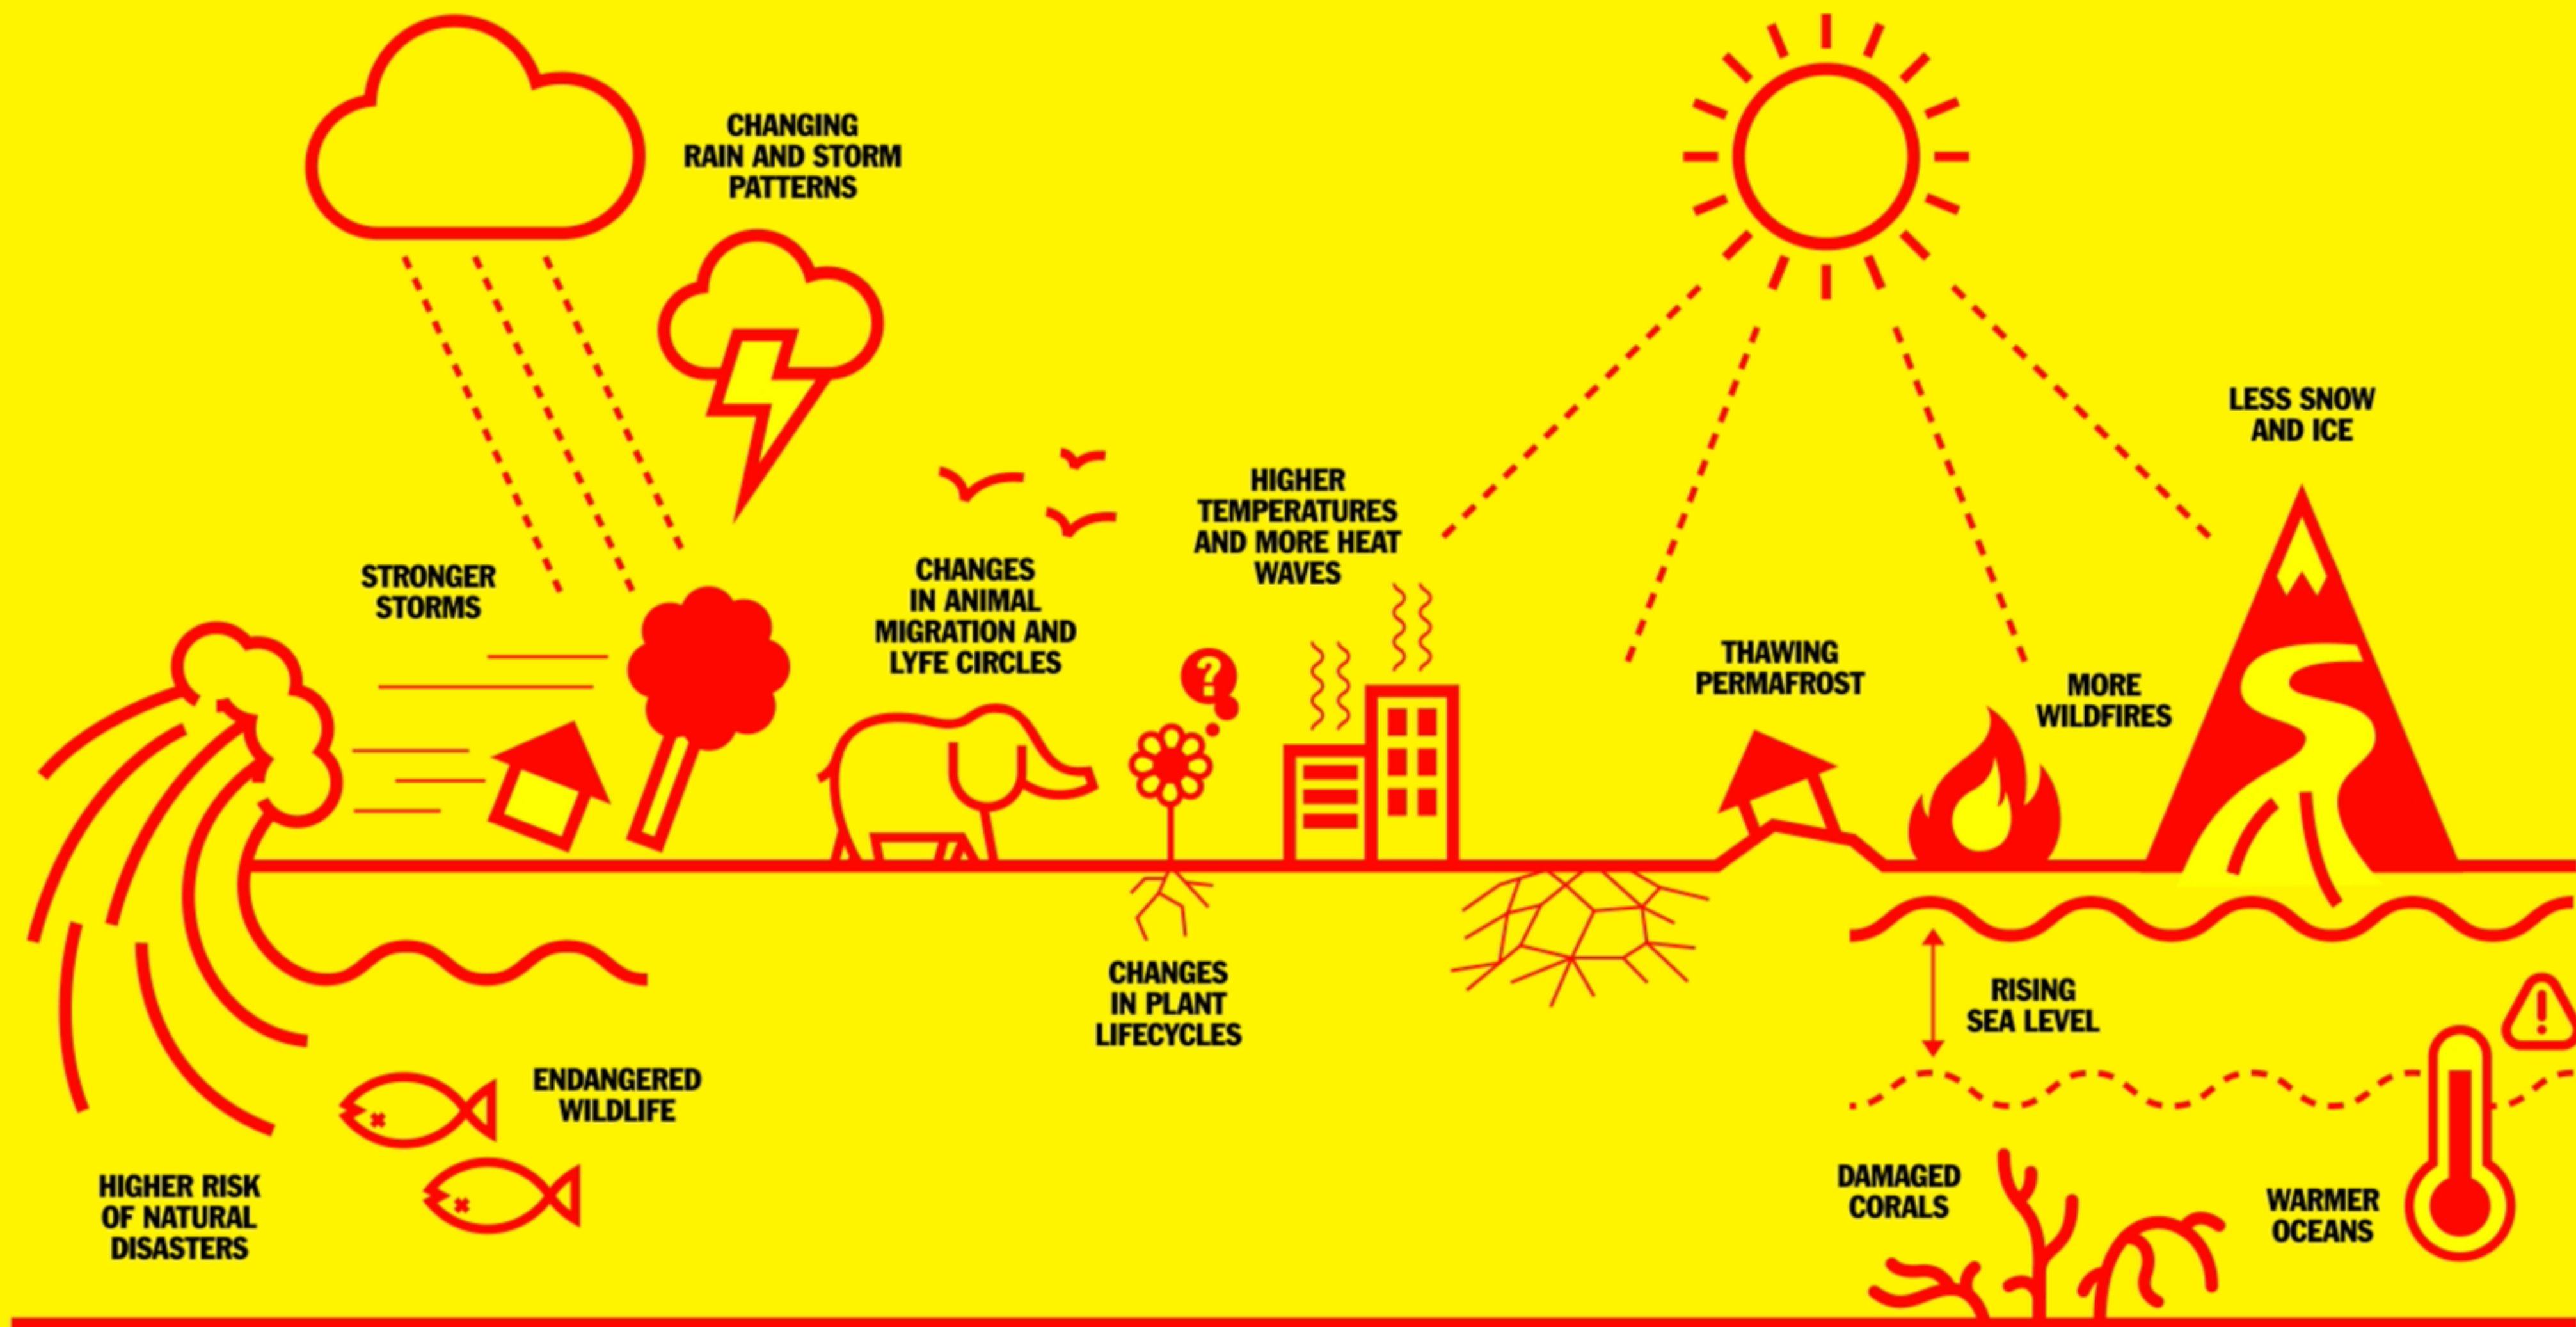 CHANGING
RAIN AND STORM
PATTERNS
STRONGER
STORMS
CHANGES
IN ANIMAL
MIGRATION AND
LYFE CIRCLES
HIGHER
TEMPERATURES
AND MORE HEAT
WAVES
?
THAWING
PERMAFROST
MORE
WILDFIRES
LESS SNOW
AND ICE
CHANGES
IN PLANT
LIFECYCLES
RISING
SEA LEVEL
!
ENDANGERED
WILDLIFE
HIGHER RISK
OF NATURAL
DISASTERS
DAMAGED
CORALS
WARMER
OCEANS